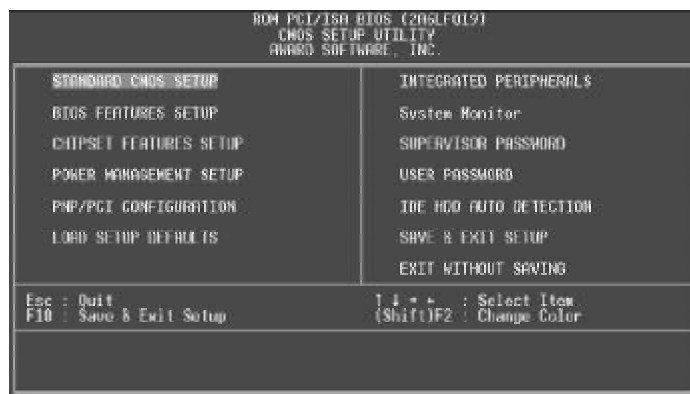 ROM PCI/ISA BIOS (2A6LF019)
CMOS SETUP UTILITY
AWARD SOFTWARE, INC.
STANDARD CMOS SETUP
BIOS FEATURES SETUP
CHIPSET FEATURES SETUP
POWER MANAGEMENT SETUP
PNP/PCI CONFIGURATION
LOAD SETUP DEFAULTS
INTEGRATED PERIPHERALS
System Monitor
SUPERVISOR PASSWORD
USER PASSWORD
IDE HDD AUTO DETECTION
SAVE & EXIT SETUP
EXIT WITHOUT SAVING
Esc : Quit
F10 : Save & Exit Setup
↑ ↓ → ← : Select Item
(Shift)F2 : Change Color